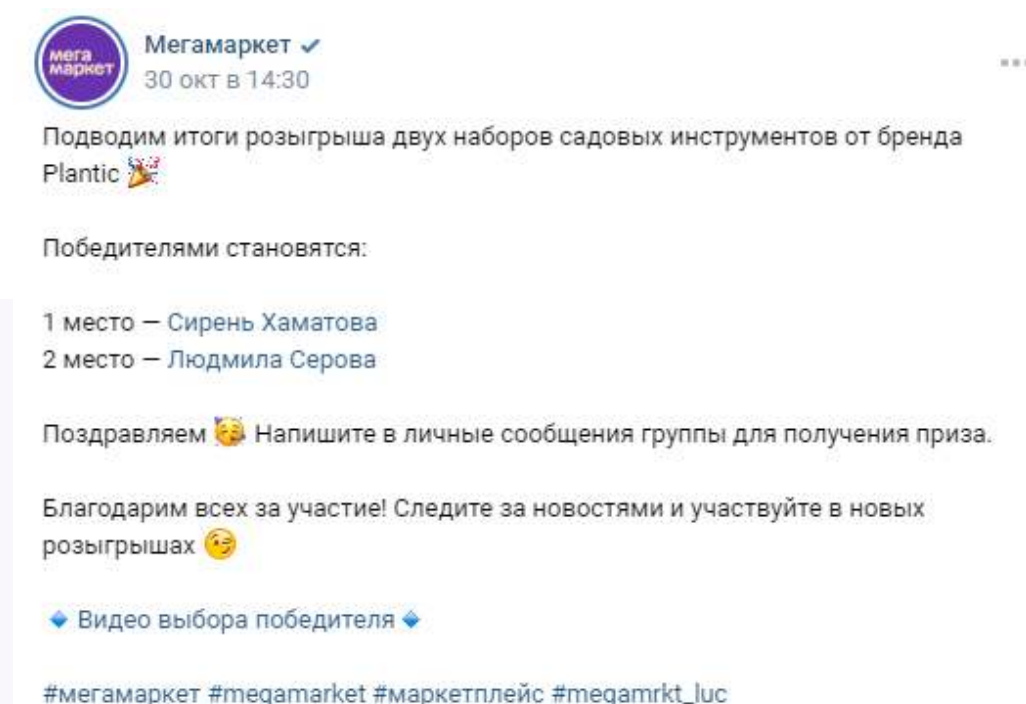 мега
маркет
Мегамаркет
30 окт в 14:30
Подводим итоги розыгрыша двух наборов садовых инструментов от бренда
Plantic 🎉
Победителями становятся:
1 место — Сирень Хаматова
2 место — Людмила Серова
Поздравляем 🥳 Напишите в личные сообщения группы для получения приза.
Благодарим всех за участие! Следите за новостями и участвуйте в новых
розыгрышах 😉
🔹 Видео выбора победителя 🔹
#мегамаркет #megamarket #маркетплейс #megamrkt_luc